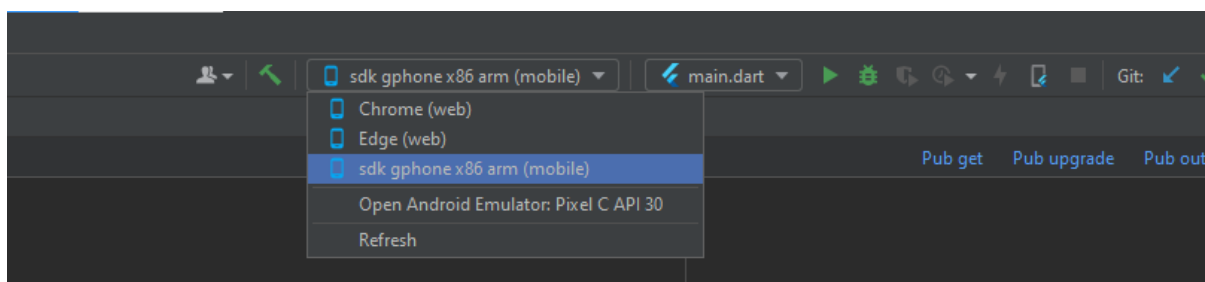 sdk gphone x86 arm (mobile) main.dart Git:
Chrome (web)
Edge (web)
sdk gphone x86 arm (mobile)
Pub get Pub upgrade Pub out
Open Android Emulator: Pixel C API 30
Refresh